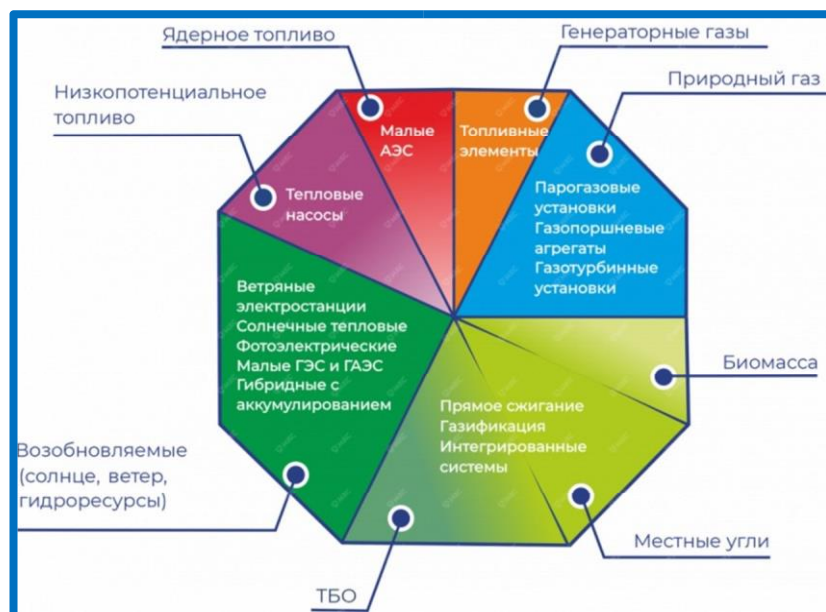 Ядерное топливо
Генераторные газы
Природный газ
Низкопотенциальное
топливо
Малые
АЭС
Топливные
элементы
Тепловые
насосы
Парогазовые
установки
Газопоршневые
агрегаты
Газотурбинные
установки
Ветряные
электростанции
Солнечные тепловые
Фотоэлектрические
Малые ГЭС и ГАЭС
Гибридные с
аккумулированием
Биомасса
Прямое сжигание
Газификация
Интегрированные
системы
Возобновляемые
(солнце, ветер,
гидроресурсы)
Местные угли
ТБО